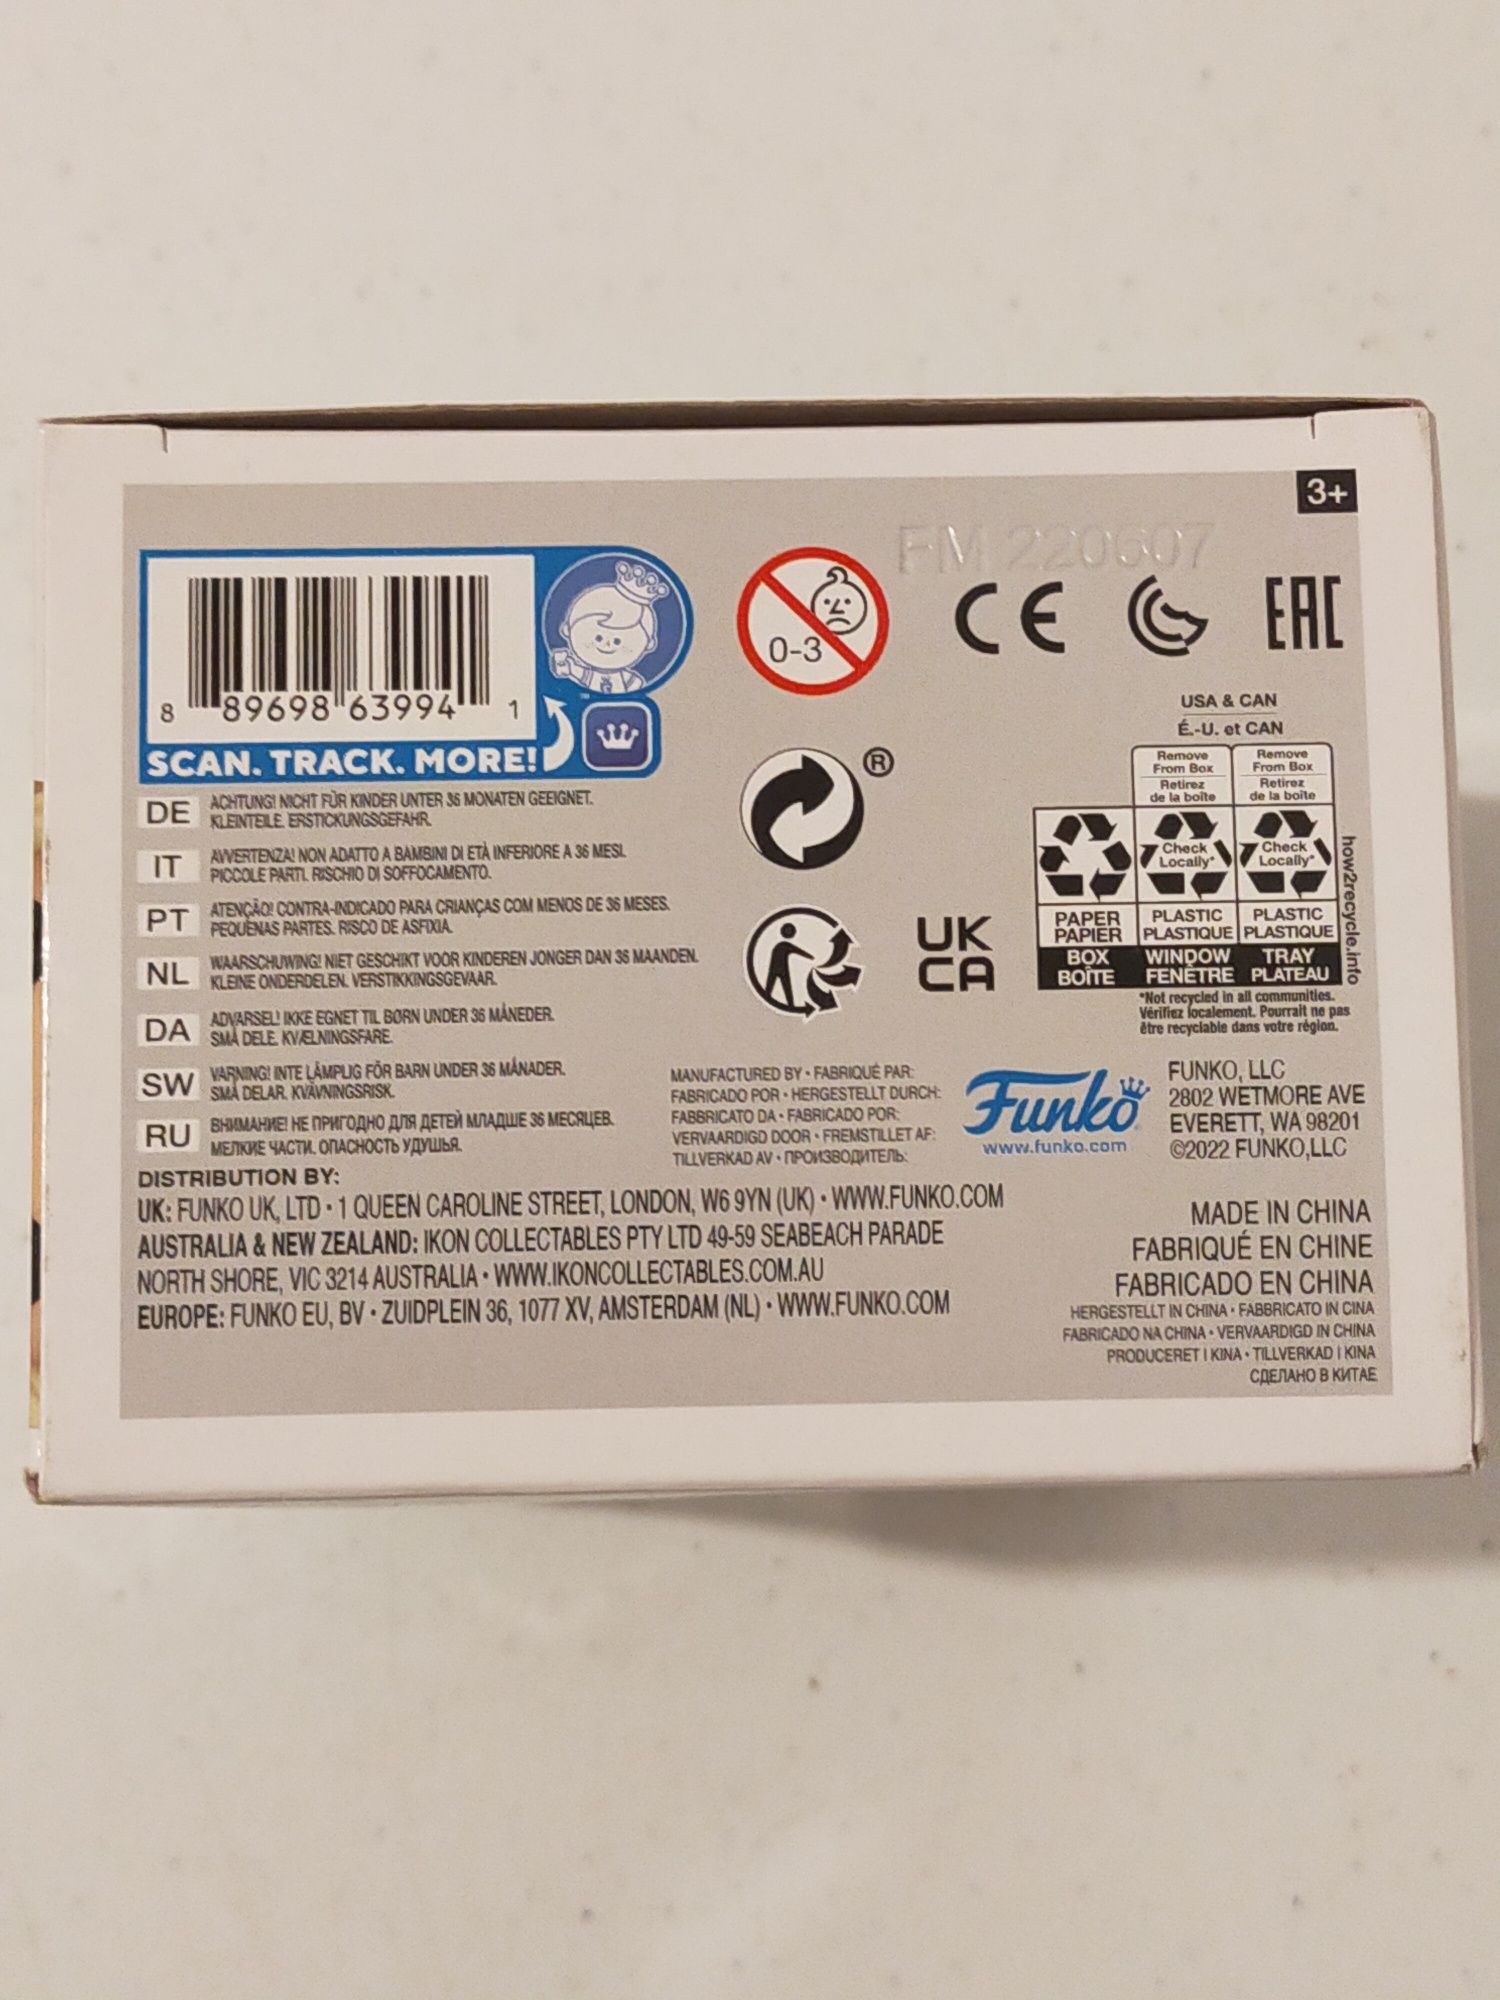 3+
FM 220607
0-3
CE
EAC
8 89698 63994 1
SCAN. TRACK. MORE!
™
DE ACHTUNG! NICHT FÜR KINDER UNTER 36 MONATEN GEEIGNET.
KLEINTEILE. ERSTICKUNGSGEFAHR.
IT AVVERTENZA! NON ADATTO A BAMBINI DI ETÀ INFERIORE A 36 MESI.
PICCOLE PARTI. RISCHIO DI SOFFOCAMENTO.
PT ATENÇÃO! CONTRA-INDICADO PARA CRIANÇAS COM MENOS DE 36 MESES.
PEQUENAS PARTES. RISCO DE ASFIXIA.
NL WAARSCHUWING! NIET GESCHIKT VOOR KINDEREN JONGER DAN 36 MAANDEN.
KLEINE ONDERDELEN. VERSTIKKINGSGEVAAR.
DA ADVARSEL! IKKE EGNET TIL BØRN UNDER 36 MÅNEDER.
SMÅ DELE. KVÆLNINGSFARE.
SW VARNING! INTE LÄMPLIG FÖR BARN UNDER 36 MÅNADER.
SMÅ DELAR. KVÄVNINGSRISK.
RU ВНИМАНИЕ! НЕ ПРИГОДНО ДЛЯ ДЕТЕЙ МЛАДШЕ 36 МЕСЯЦЕВ.
МЕЛКИЕ ЧАСТИ. ОПАСНОСТЬ УДУШЬЯ.
®
UK
CA
USA & CAN
É.-U. et CAN
Remove
From Box
Retirez
de la boîte
Remove
From Box
Retirez
de la boîte
Check
Locally*
Check
Locally*
PAPER
PAPIER
PLASTIC
PLASTIQUE
PLASTIC
PLASTIQUE
BOX
BOÎTE
WINDOW
FENÊTRE
TRAY
PLATEAU
how2recycle.info
*Not recycled in all communities.
Vérifiez localement. Pourrait ne pas
être recyclable dans votre région.
MANUFACTURED BY • FABRIQUÉ PAR:
FABRICADO POR • HERGESTELLT DURCH:
FABBRICATO DA • FABRICADO POR:
VERVAARDIGD DOOR • FREMSTILLET AF:
TILLVERKAD AV • ПРОИЗВОДИТЕЛЬ:
Funko
www.funko.com
FUNKO, LLC
2802 WETMORE AVE
EVERETT, WA 98201
©2022 FUNKO,LLC
DISTRIBUTION BY:
UK: FUNKO UK, LTD • 1 QUEEN CAROLINE STREET, LONDON, W6 9YN (UK) • WWW.FUNKO.COM
AUSTRALIA & NEW ZEALAND: IKON COLLECTABLES PTY LTD 49-59 SEABEACH PARADE
NORTH SHORE, VIC 3214 AUSTRALIA • WWW.IKONCOLLECTABLES.COM.AU
EUROPE: FUNKO EU, BV • ZUIDPLEIN 36, 1077 XV, AMSTERDAM (NL) • WWW.FUNKO.COM
MADE IN CHINA
FABRIQUÉ EN CHINE
FABRICADO EN CHINA
HERGESTELLT IN CHINA • FABBRICATO IN CINA
FABRICADO NA CHINA • VERVAARDIGD IN CHINA
PRODUCERET I KINA • TILLVERKAD I KINA
СДЕЛАНО В КИТАЕ